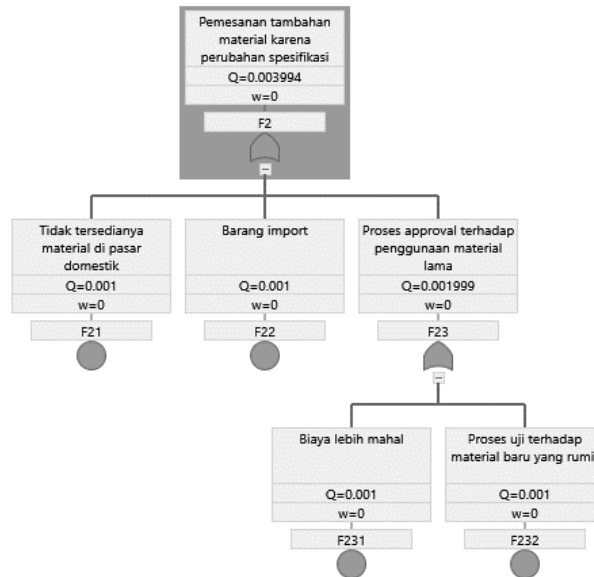 Pemesanan tambahan
material karena
perubahan spesifikasi
Q=0.003994
w=0
F2
Tidak tersedianya
material di pasar
domestik
Q=0.001
w=0
F21
Barang import
Q=0.001
w=0
F22
Proses approval terhadap
penggunaan material
lama
Q=0.001999
w=0
F23
Biaya lebih mahal
Q=0.001
w=0
F231
Proses uji terhadap
material baru yang rumi
Q=0.001
w=0
F232